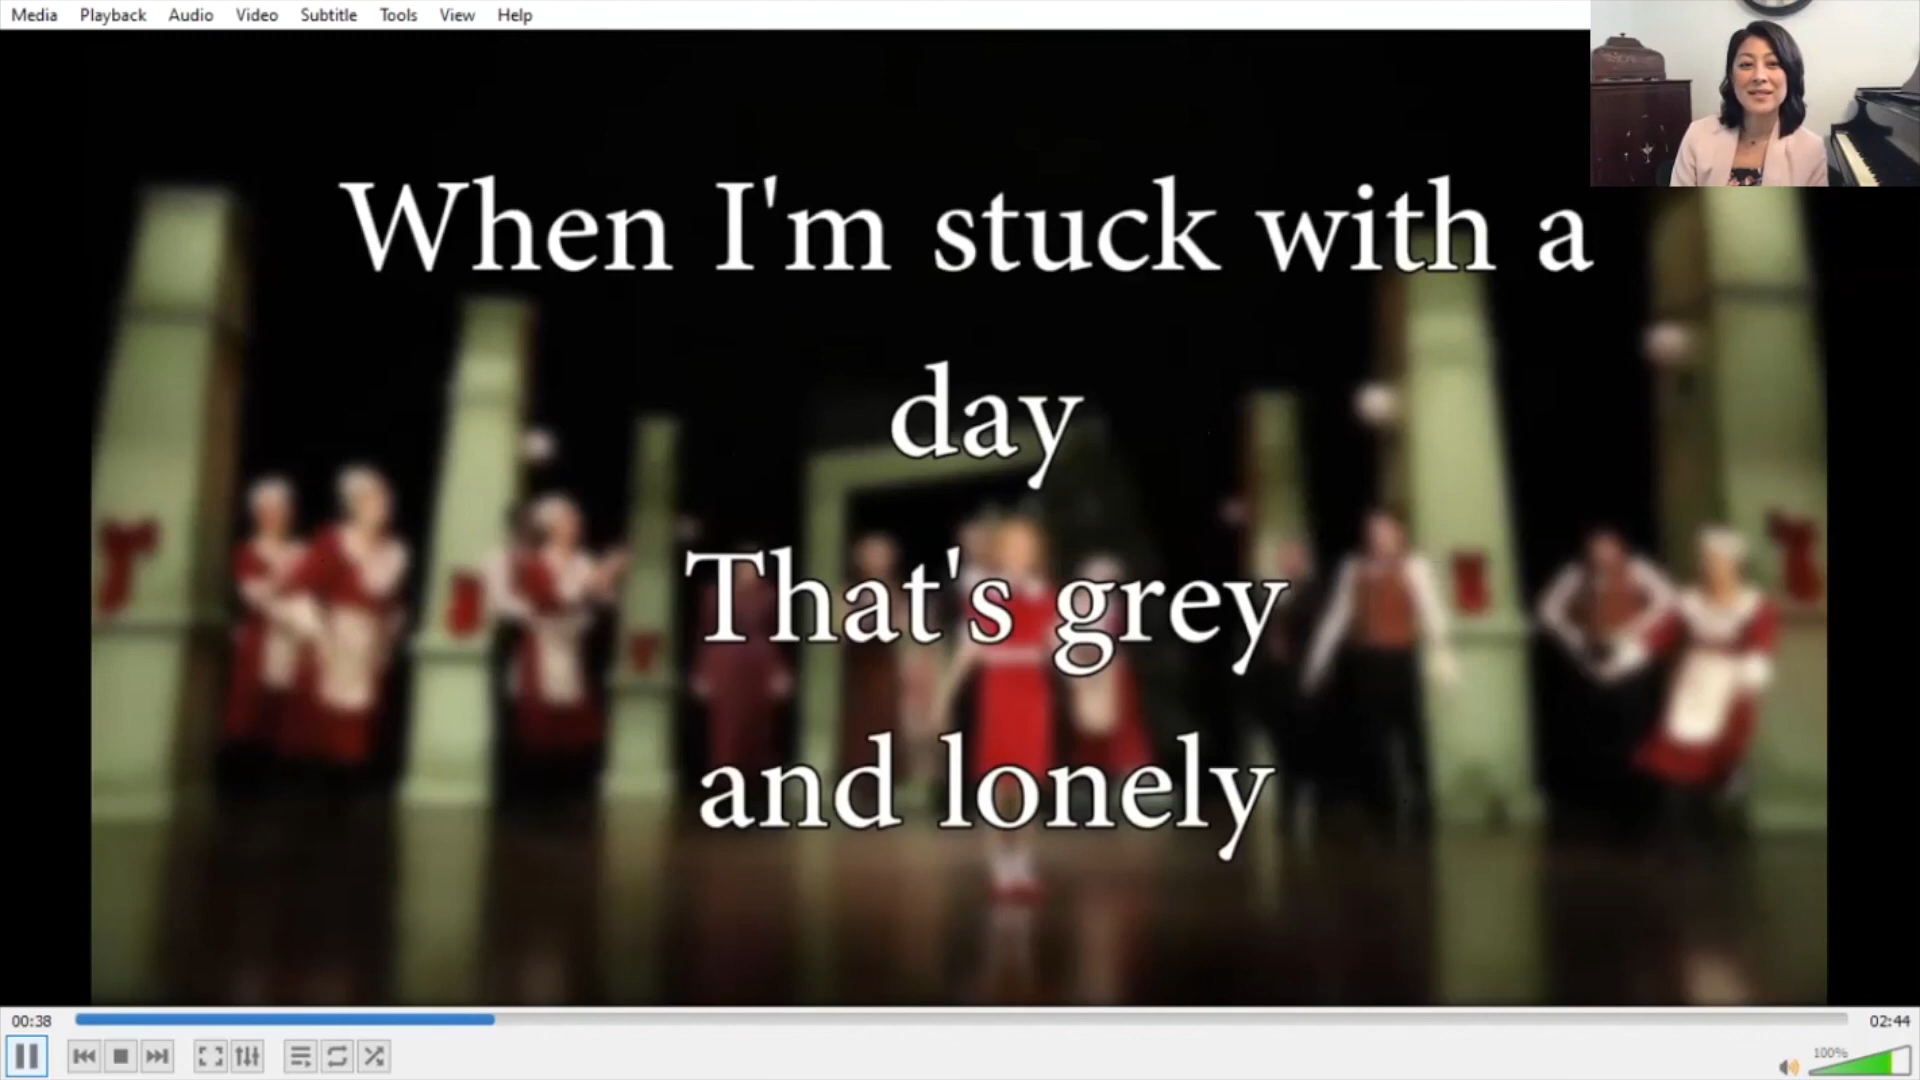 Media Playback Audio Video Subtitle Tools View Help
When I'm stuck with a
day
That's grey
and lonely
00:38 02:44
100%